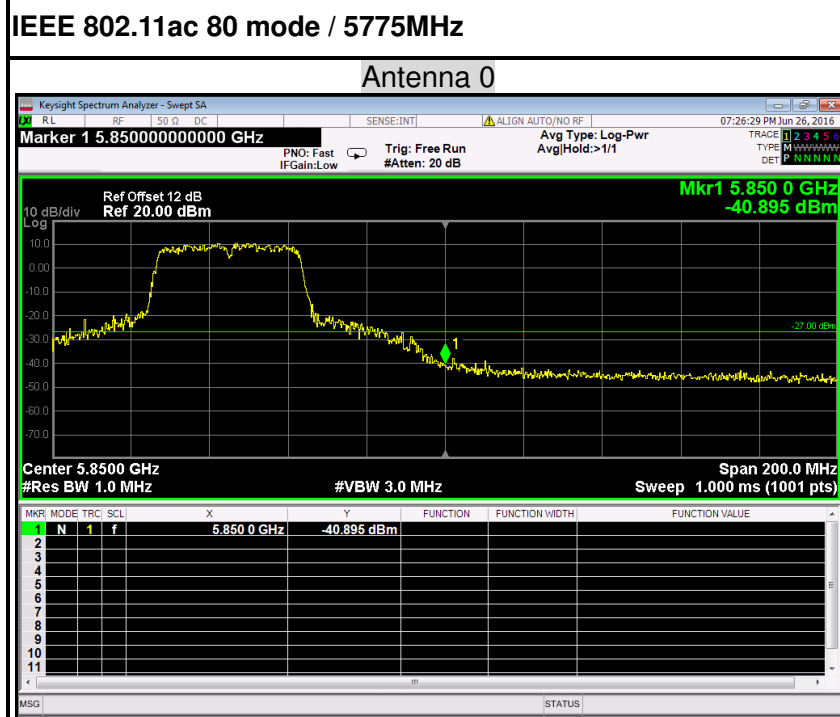 IEEE 802.11ac 80 mode / 5775MHz
Antenna 0
Keysight Spectrum Analyzer - Swept SA
RL RF 50 Ω DC SENSE:INT ALIGN AUTO/NO RF 07:26:29 PM Jun 26, 2016
Marker 1 5.850000000000 GHz
PNO: Fast
IFGain:Low
Trig: Free Run
#Atten: 20 dB
Avg Type: Log-Pwr
Avg|Hold:>1/1
TRACE 1 2 3 4 5 6
TYPE M WWWWW
DET P N N N N N
Ref Offset 12 dB
10 dB/div Ref 20.00 dBm
Log
Mkr1 5.850 0 GHz
-40.895 dBm
10.0
0.00
-10.0
-20.0
-27.00 dBm
-30.0
1
-40.0
-50.0
-60.0
-70.0
Center 5.8500 GHz Span 200.0 MHz
#Res BW 1.0 MHz #VBW 3.0 MHz Sweep 1.000 ms (1001 pts)
MKR MODE TRC SCL X Y FUNCTION FUNCTION WIDTH FUNCTION VALUE
1 N 1 f 5.850 0 GHz -40.895 dBm
2
3
4
5
6
7
8
9
10
11
MSG STATUS